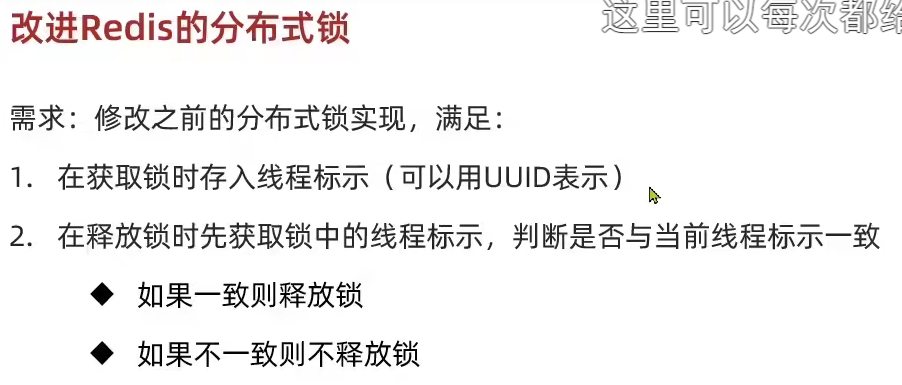 改进Redis的分布式锁
这里可以每次都给
需求：修改之前的分布式锁实现，满足：
1. 在获取锁时存入线程标示（可以用UUID表示）
2. 在释放锁时先获取锁中的线程标示，判断是否与当前线程标示一致
◆ 如果一致则释放锁
◆ 如果不一致则不释放锁